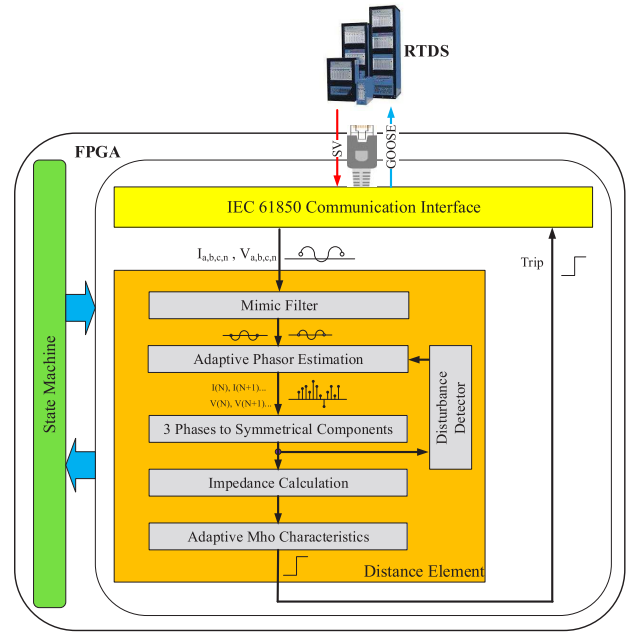 RTDS
FPGA
SV
GOOSE
IEC 61850 Communication Interface
Ia,b,c,n , Va,b,c,n
Trip
State Machine
Mimic Filter
Adaptive Phasor Estimation
I(N), I(N+1)...
V(N), V(N+1)...
Disturbance
Detector
3 Phases to Symmetrical Components
Impedance Calculation
Adaptive Mho Characteristics
Distance Element